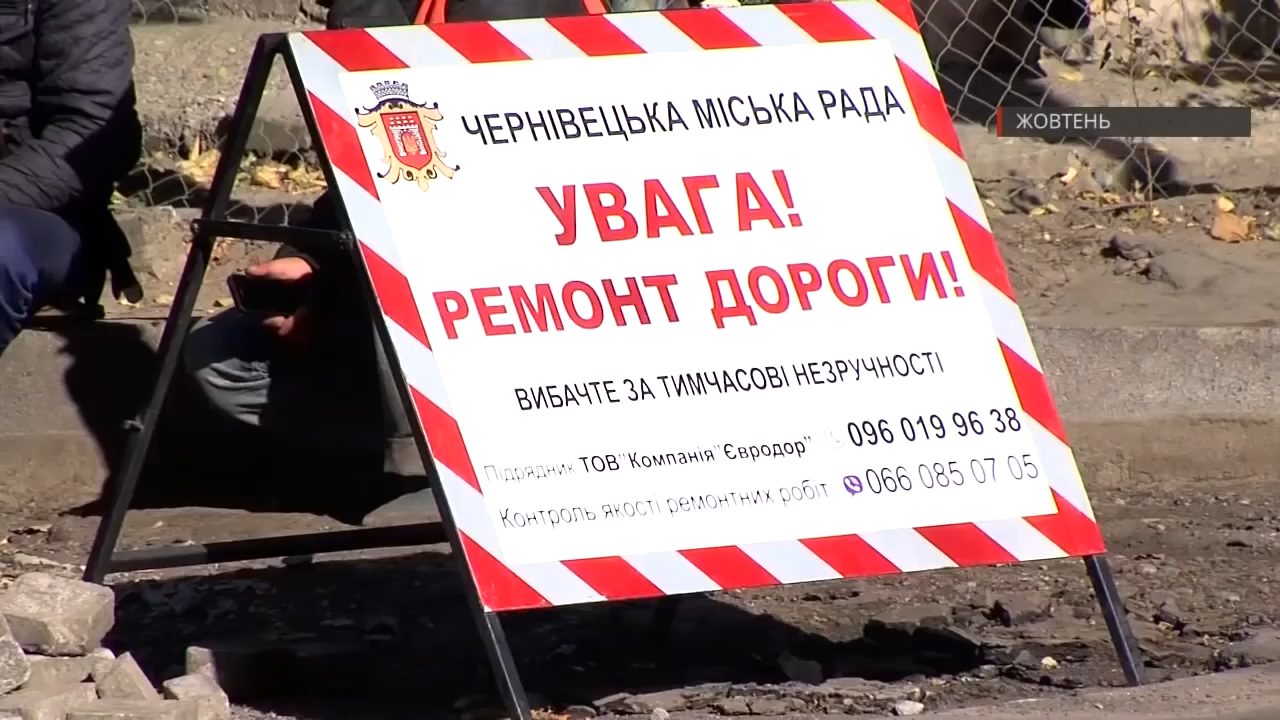 ЖОВТЕНЬ
ЧЕРНІВЕЦЬКА МІСЬКА РАДА
УВАГА!
РЕМОНТ ДОРОГИ!
ВИБАЧТЕ ЗА ТИМЧАСОВІ НЕЗРУЧНОСТІ
Підрядник ТОВ"Компанія"Євродор" 096 019 96 38
Контроль якості ремонтних робіт 066 085 07 05